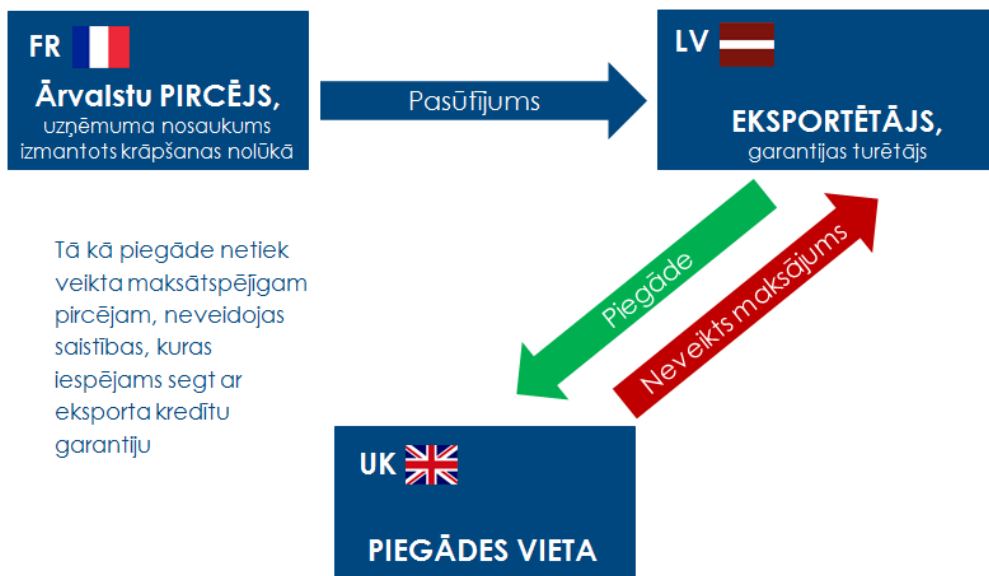 FR
Ārvalstu PIRCĒJS,
uzņēmuma nosaukums
izmantots krāpšanas nolūkā
Pasūtījums
LV
EKSPORTĒTĀJS,
garantijas turētājs
Tā kā piegāde netiek
veikta maksātspējīgam
pircējam, neveidojas
saistības, kuras
iespējams segt ar
eksporta kredītu
garantiju
Piegāde
Neveikts maksājums
UK
PIEGĀDES VIETA